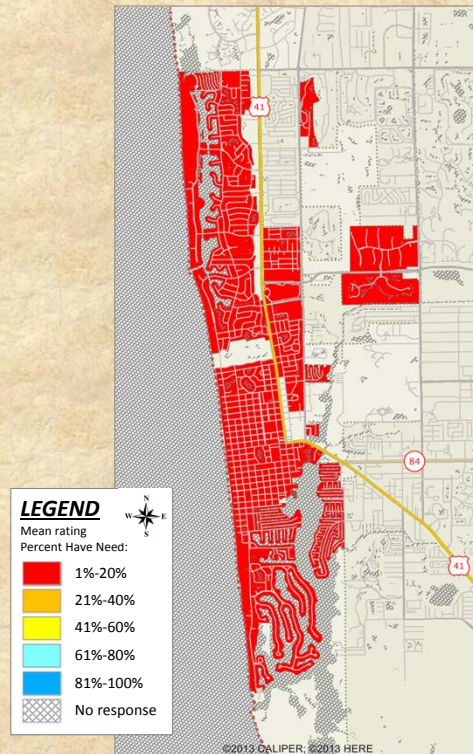 41
84
41
LEGEND
N
W E
S
Mean rating
Percent Have Need:
1%-20%
21%-40%
41%-60%
61%-80%
81%-100%
No response
©2013 CALIPER; ©2013 HERE